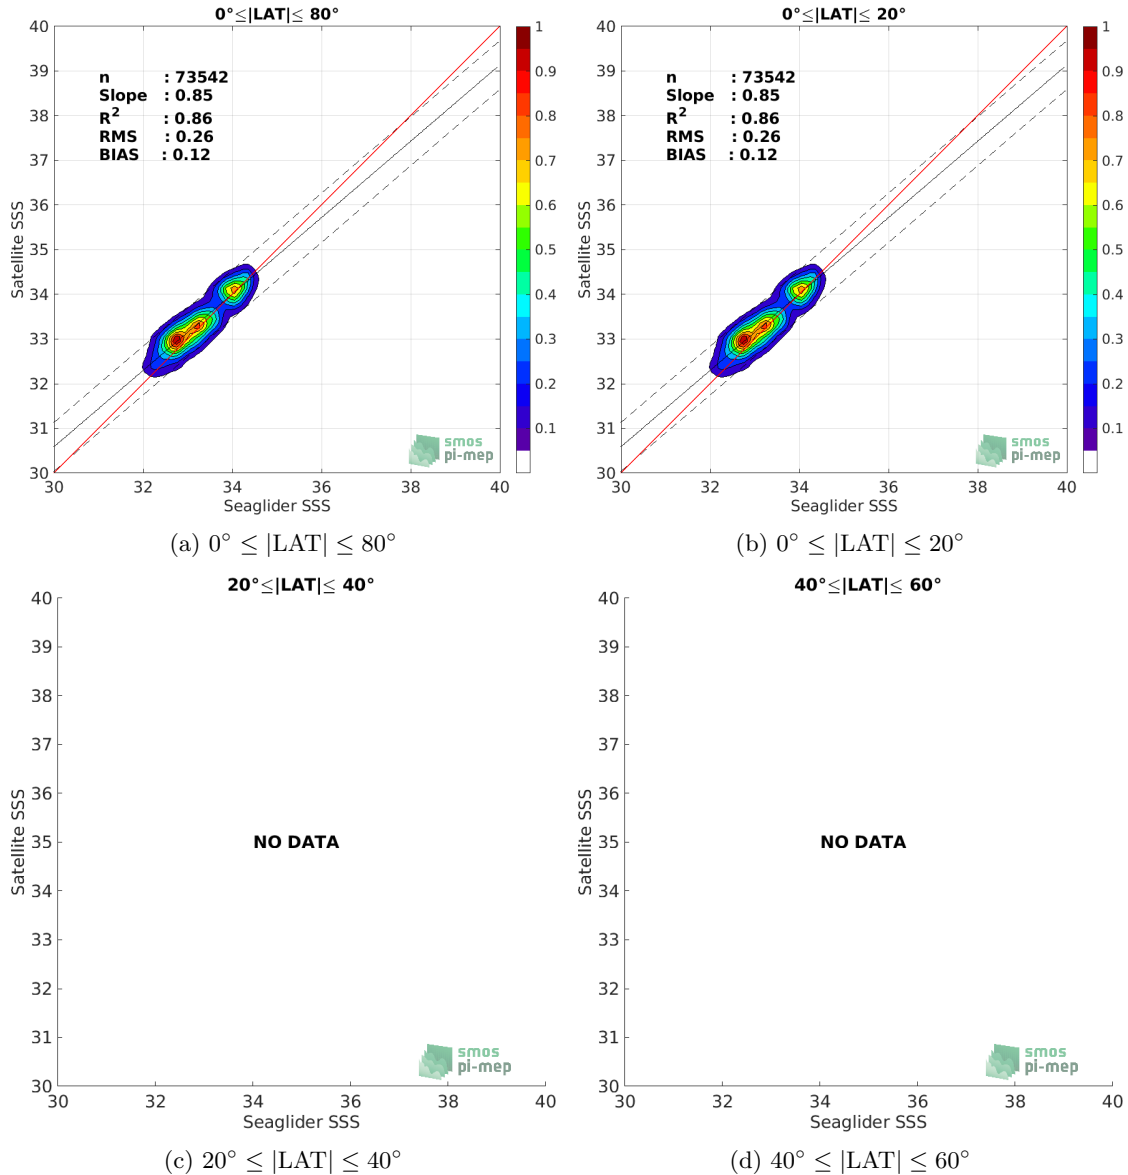 0°≤|LAT|≤ 80°
40
39
38
37
36
35
34
33
32
31
30
Satellite SSS
n : 73542
Slope : 0.85
R² : 0.86
RMS : 0.26
BIAS : 0.12
smos
pi-mep
30 32 34 36 38 40
Seaglider SSS
1
0.9
0.8
0.7
0.6
0.5
0.4
0.3
0.2
0.1
(a) 0° ≤ |LAT| ≤ 80°
0°≤|LAT|≤ 20°
40
39
38
37
36
35
34
33
32
31
30
Satellite SSS
n : 73542
Slope : 0.85
R² : 0.86
RMS : 0.26
BIAS : 0.12
smos
pi-mep
30 32 34 36 38 40
Seaglider SSS
1
0.9
0.8
0.7
0.6
0.5
0.4
0.3
0.2
0.1
(b) 0° ≤ |LAT| ≤ 20°
20°≤|LAT|≤ 40°
40
39
38
37
36
35
34
33
32
31
30
Satellite SSS
NO DATA
smos
pi-mep
30 32 34 36 38 40
Seaglider SSS
(c) 20° ≤ |LAT| ≤ 40°
40°≤|LAT|≤ 60°
40
39
38
37
36
35
34
33
32
31
30
Satellite SSS
NO DATA
smos
pi-mep
30 32 34 36 38 40
Seaglider SSS
(d) 40° ≤ |LAT| ≤ 60°